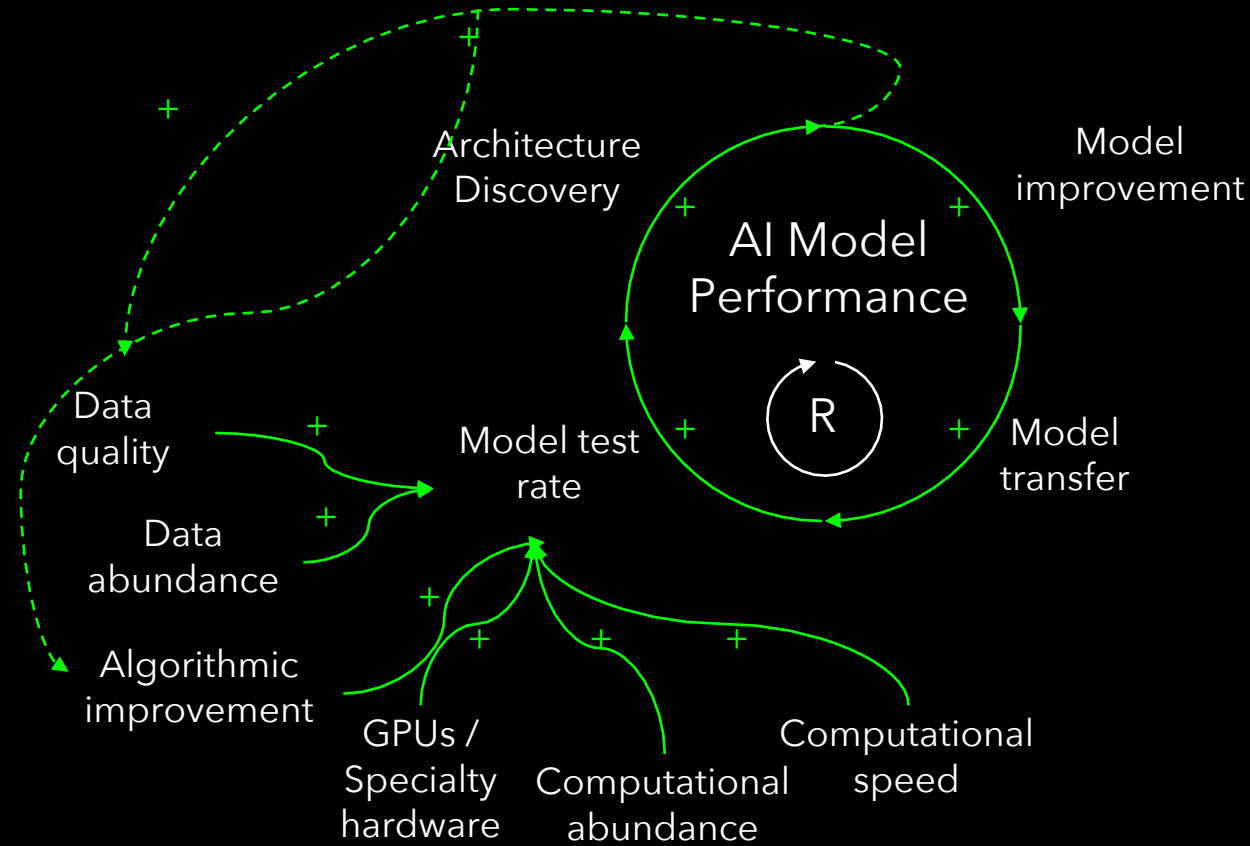 +
+
Architecture
Discovery
Model
improvement
+
+
AI Model
Performance
Data
quality
+
Model test
rate
+
R
+
Model
transfer
+
Data
abundance
+
+
+
+
Algorithmic
improvement
GPUs /
Specialty
hardware
Computational
abundance
Computational
speed